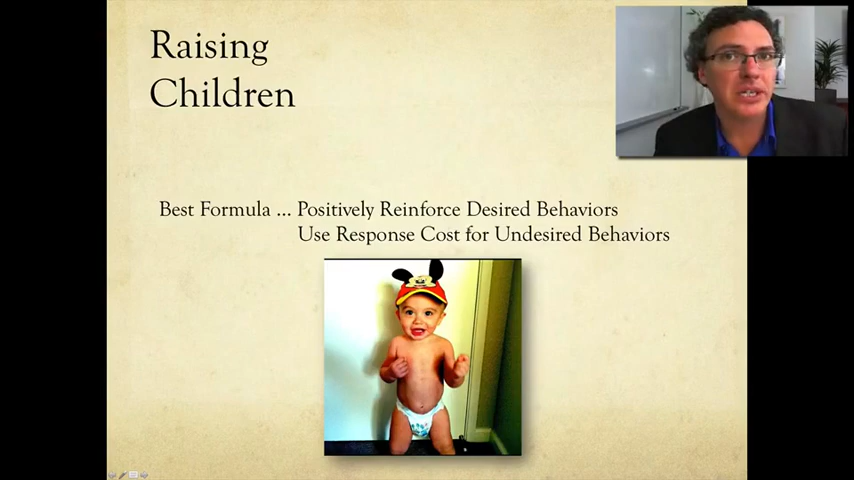 Raising
Children
Best Formula ... Positively Reinforce Desired Behaviors
Use Response Cost for Undesired Behaviors